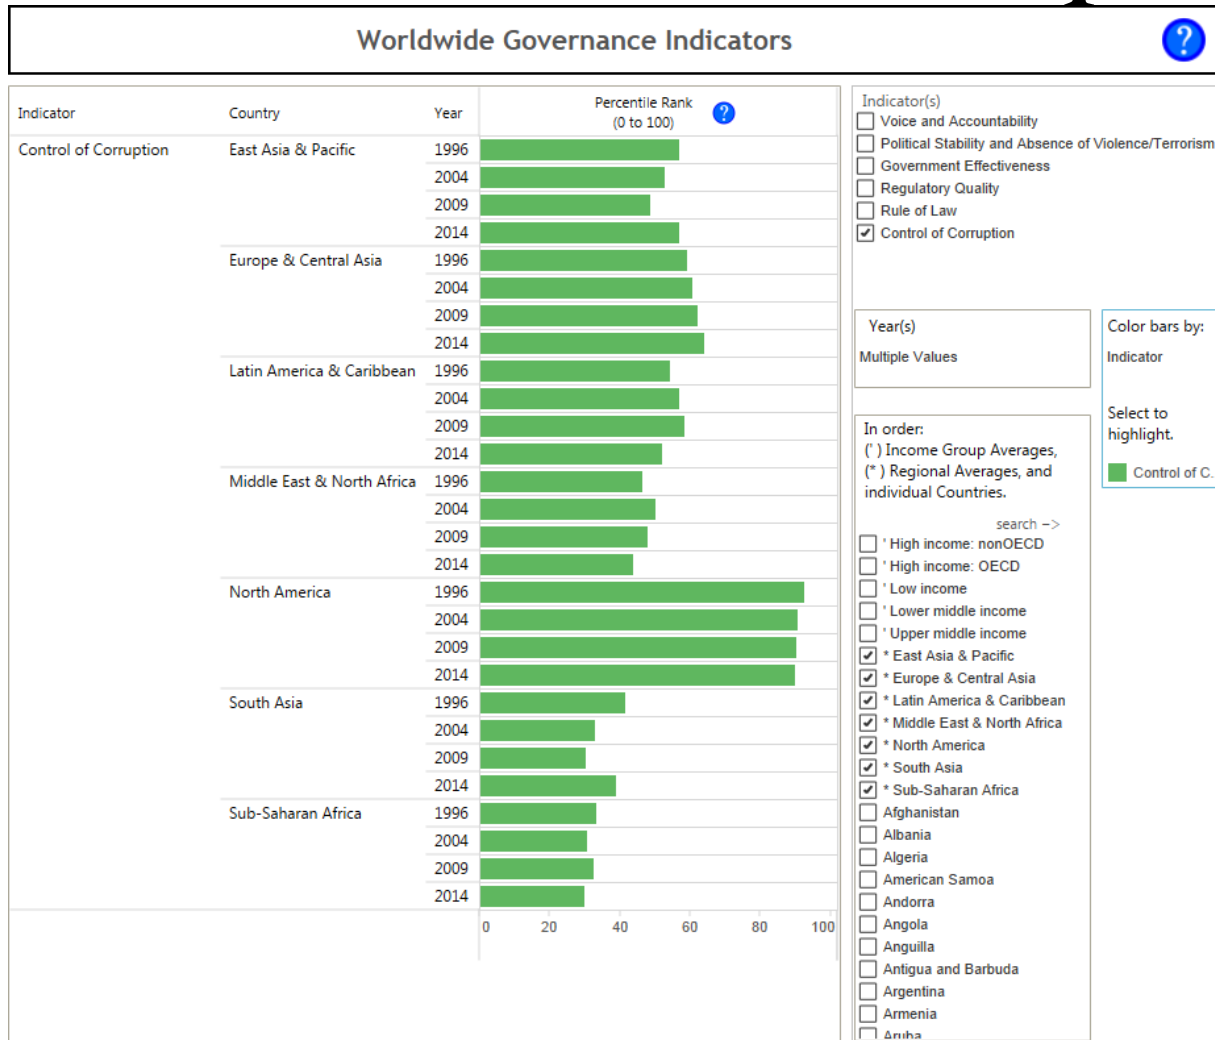 Worldwide Governance Indicators
?
Indicator Country Year Percentile Rank
(0 to 100) ?
Control of Corruption East Asia & Pacific 1996
2004
2009
2014
Europe & Central Asia 1996
2004
2009
2014
Latin America & Caribbean 1996
2004
2009
2014
Middle East & North Africa 1996
2004
2009
2014
North America 1996
2004
2009
2014
South Asia 1996
2004
2009
2014
Sub-Saharan Africa 1996
2004
2009
2014
0 20 40 60 80 100
Indicator(s)
Voice and Accountability
Political Stability and Absence of Violence/Terrorism
Government Effectiveness
Regulatory Quality
Rule of Law
Control of Corruption
Year(s)
Multiple Values
Color bars by:
Indicator
Select to
highlight.
Control of C..
In order:
(' ) Income Group Averages,
(* ) Regional Averages, and
individual Countries.
search -->
' High income: nonOECD
' High income: OECD
' Low income
' Lower middle income
' Upper middle income
* East Asia & Pacific
* Europe & Central Asia
* Latin America & Caribbean
* Middle East & North Africa
* North America
* South Asia
* Sub-Saharan Africa
Afghanistan
Albania
Algeria
American Samoa
Andorra
Angola
Anguilla
Antigua and Barbuda
Argentina
Armenia
Aruba